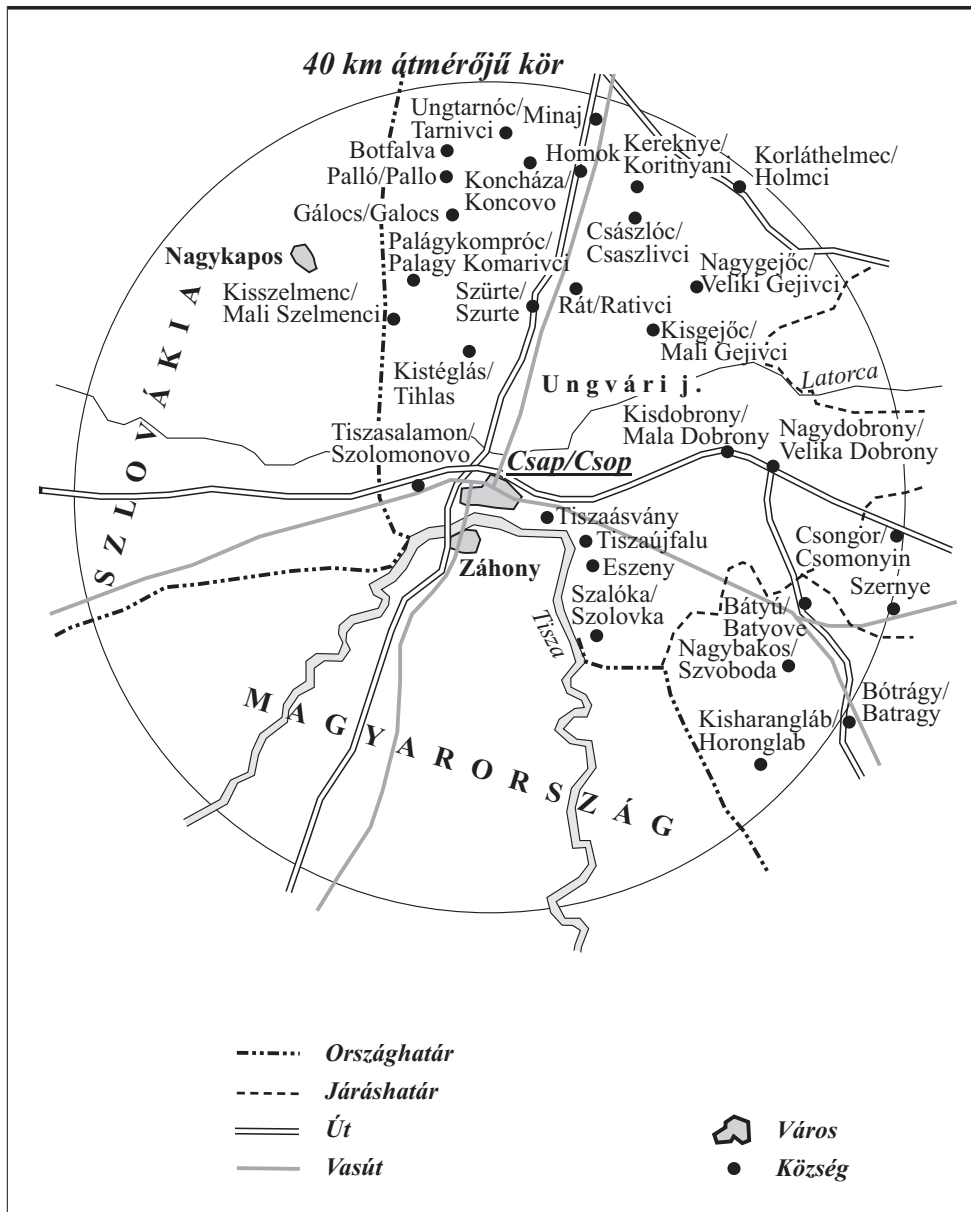 40 km átmérőjű kör
Ungtarnóc/
Tarnivci
Minaj
Botfalva
Homok
Kereknye/
Koritnyani
Korláthelmec/
Holmci
Palló/Pallo
Koncháza/
Koncovo
Gálocs/Galocs
Császlóc/
Csaszlivci
Nagykapos
Palágykompróc/
Palagy Komarivci
Nagygejőc/
Veliki Gejivci
Kisszelmenc/
Mali Szelmenci
Szürte/
Szurte
Rát/Rativci
Kisgejőc/
Mali Gejivci
Kistéglás/
Tihlas
Ungvári j.
Latorca
SZLOVÁKIA
Tiszasalamon/
Szolomonovo
Kisdobrony/
Mala Dobrony
Nagydobrony/
Velika Dobrony
Csap/Csop
Tiszaásvány
Tiszaújfalu
Csongor/
Csomonyin
Záhony
Eszeny
Szernye
Szalóka/
Szolovka
Bátyú/
Batyove
Tisza
Nagybakos/
Szvoboda
MAGYARORSZÁG
Kisharangláb/
Horonglab
Bótrágy/
Batragy
Országhatár
Járáshatár
Út
Vasút
Város
Község